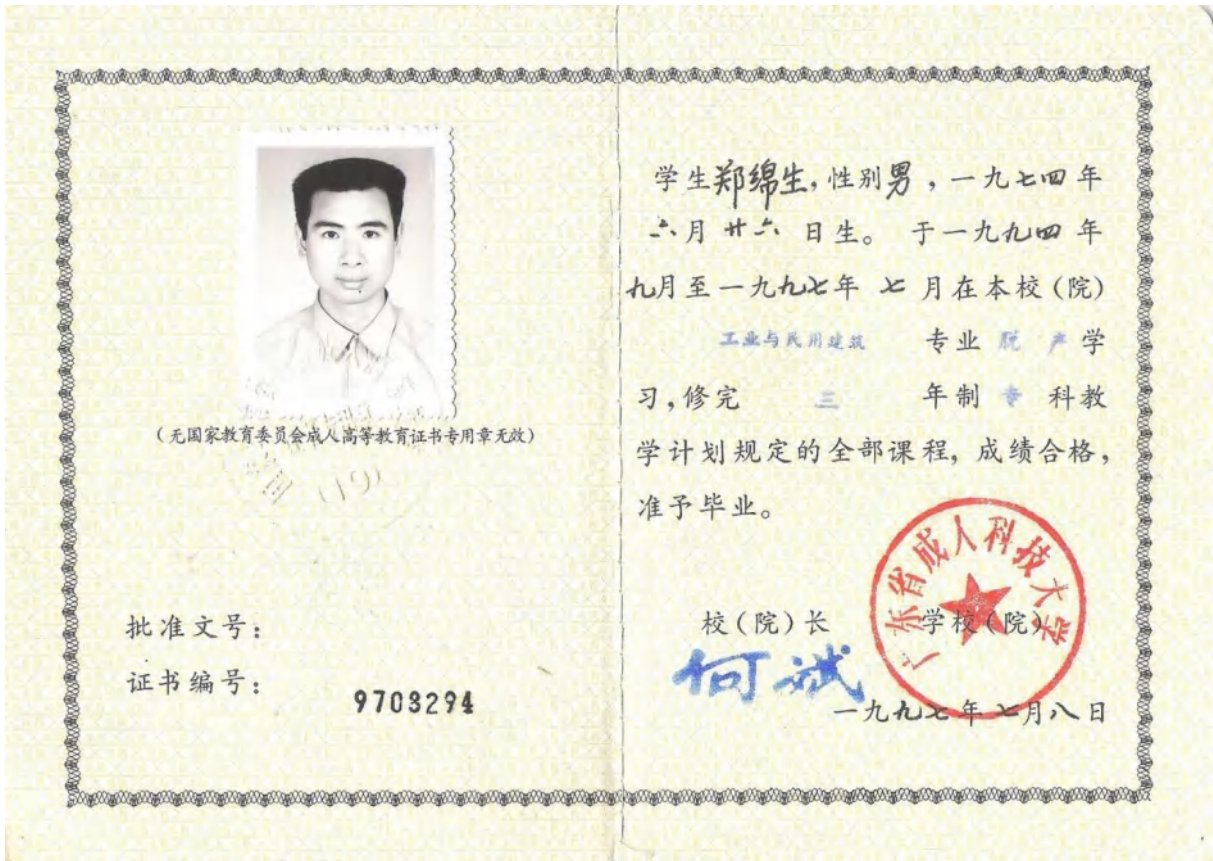 (无国家教育委员会成人高等教育证书专用章无效)
(19)
批准文号:
证书编号:
9703294
学生郑绵生,性别男,一九七四年
六月廿六日生。于一九九四年
九月至一九九七年 七 月在本校(院)
工业与民用建筑 专业 脱产学
习,修完 三 年制 专 科教
学计划规定的全部课程,成绩合格,
准予毕业。
广东省成人科技大学
校(院)长 学校(院)
何斌
一九九七年七月八日